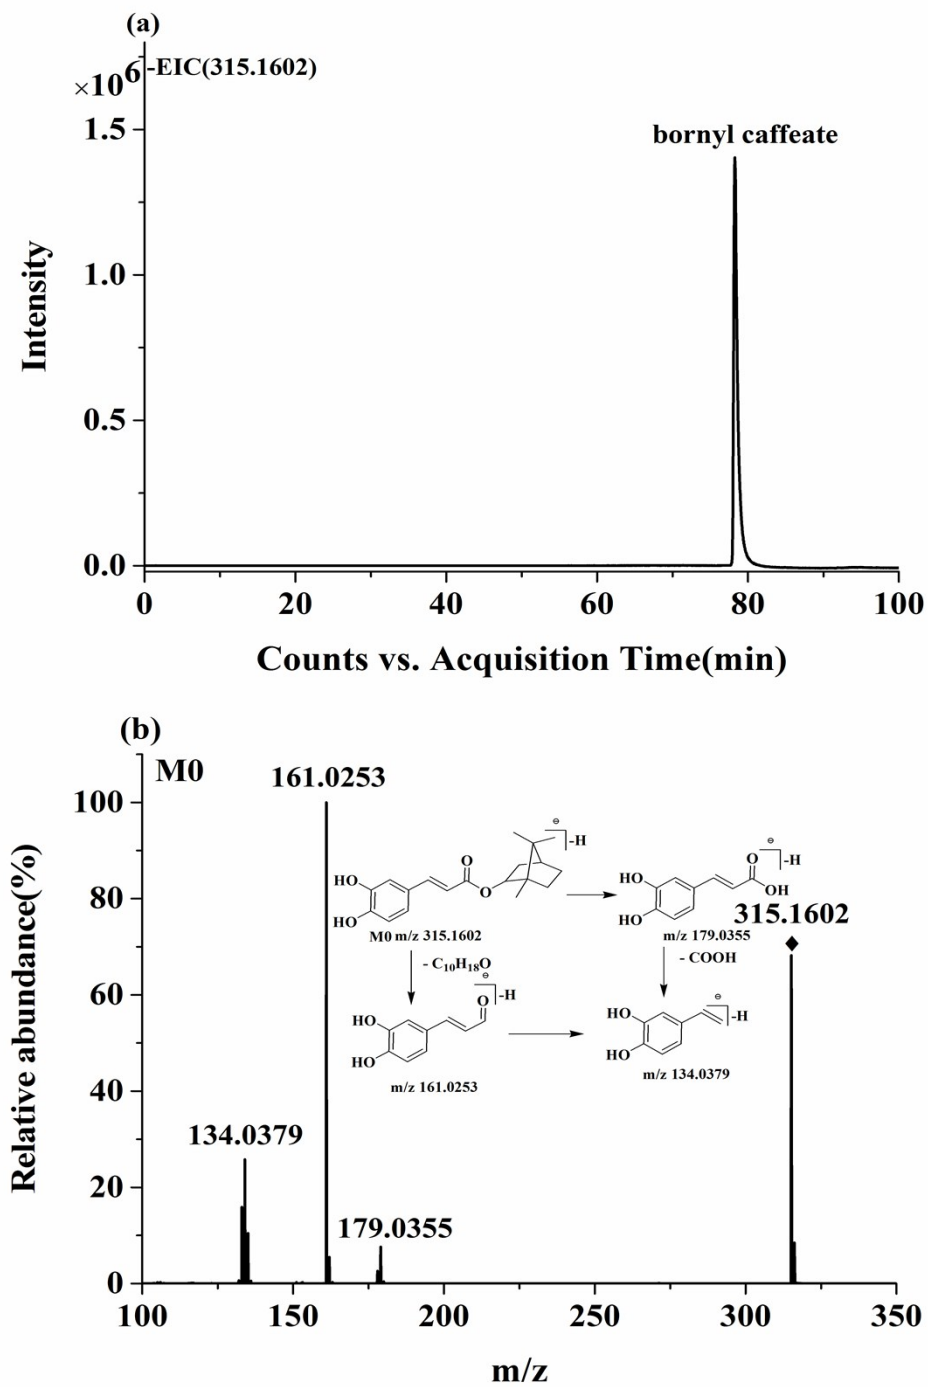 (a)
×10⁶
-EIC(315.1602)
1.5
bornyl caffeate
1.0
Intensity
0.5
0.0
0 20 40 60 80 100
Counts vs. Acquisition Time(min)
(b)
M0
161.0253
100
⊖
-H
O
HO
O
HO
M0 m/z 315.1602
⊖
-H
O
HO
OH
HO
m/z 179.0355
315.1602
80
- C₁₀H₁₈O
- COOH
60
⊖
-H
O
HO
HO
m/z 161.0253
⊖
-H
HO
HO
m/z 134.0379
Relative abundance(%)
40
134.0379
20
179.0355
0
100 150 200 250 300 350
m/z